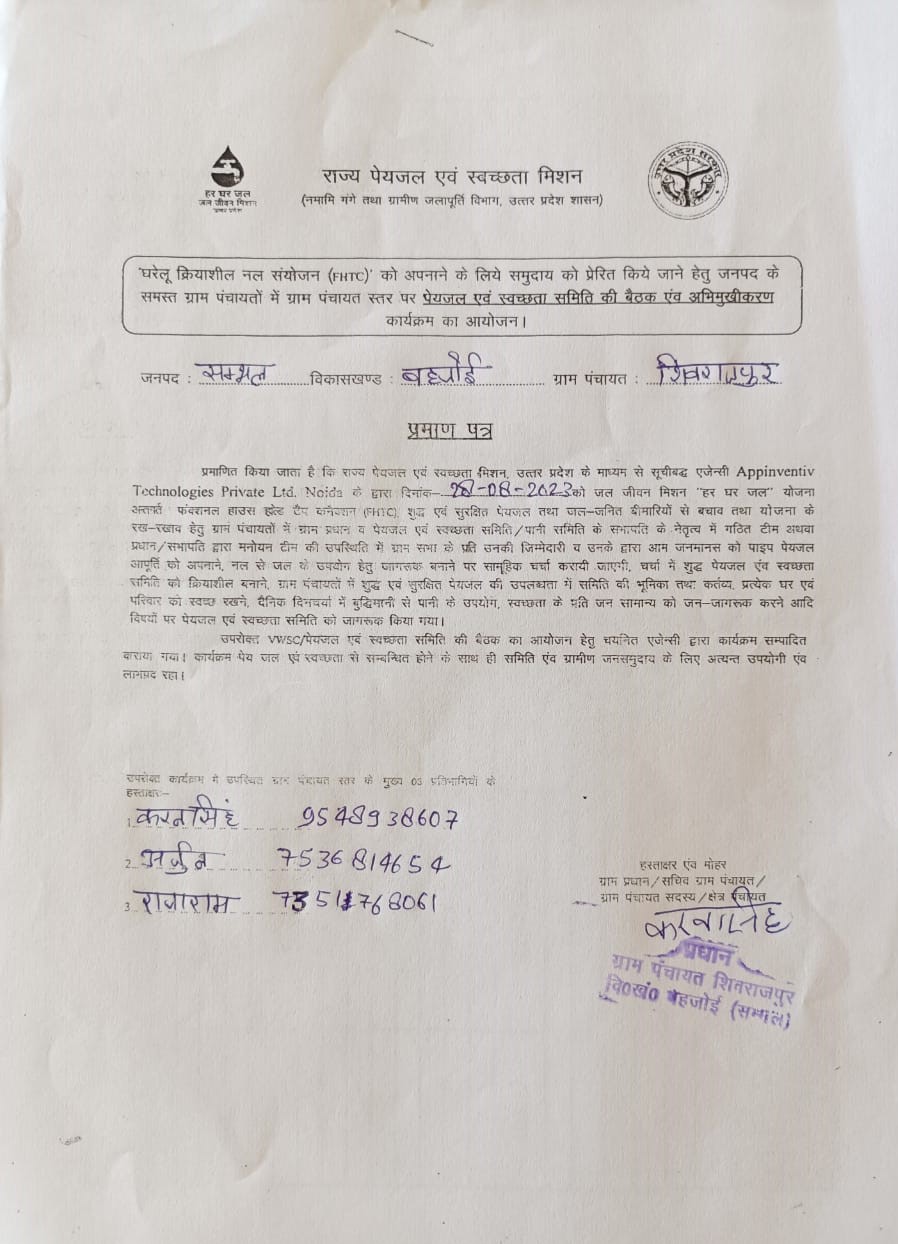 हर घर जल
जल जीवन मिशन
उत्तर प्रदेश
राज्य पेयजल एवं स्वच्छता मिशन
(नमामि गंगे तथा ग्रामीण जलापूर्ति विभाग, उत्तर प्रदेश शासन)
उत्तर प्रदेश सरकार
'घरेलू क्रियाशील नल संयोजन (FHTC)' को अपनाने के लिये समुदाय को प्रेरित किये जाने हेतु जनपद के
समस्त ग्राम पंचायतों में ग्राम पंचायत स्तर पर पेयजल एवं स्वच्छता समिति की बैठक एंव अभिमुखीकरण
कार्यक्रम का आयोजन।
जनपद : सम्भल विकासखण्ड : बहजोई ग्राम पंचायत : शिवराजपुर
प्रमाण पत्र
प्रमाणित किया जाता है कि राज्य पेयजल एवं स्वच्छता मिशन, उत्तर प्रदेश के माध्यम से सूचीबद्ध एजेन्सी Appinventiv
Technologies Private Ltd. Noida के द्वारा दिनांक- 28-08-2023 को जल जीवन मिशन "हर घर जल" योजना
अन्तर्गत : फंक्शनल हाउस होल्ड टैप कनैक्शन (FHTC), शुद्ध एवं सुरक्षित पेयजल तथा जल-जनित बीमारियों से बचाव तथा योजना के
रख-रखाव हेतु ग्राम पंचायतों में ग्राम प्रधान व पेयजल एवं स्वच्छता समिति/पानी समिति के सभापति के नेतृत्व में गठित टीम अथवा
प्रधान/सभापति द्वारा मनोयन टीम की उपस्थिति में ग्राम सभा के प्रति उनकी जिम्मेदारी व उनके द्वारा आम जनमानस को पाइप पेयजल
आपूर्ति को अपनाने, नल से जल के उपयोग हेतु जागरूक बनाने पर सामूहिक चर्चा करायी जाएगी, चर्चा में शुद्ध पेयजल एंव स्वच्छता
समिति को क्रियाशील बनाने, ग्राम पंचायतों में शुद्ध एवं सुरक्षित पेयजल की उपलब्धता में समिति की भूमिका तथा कर्तव्य, प्रत्येक घर एवं
परिवार को स्वच्छ रखने, दैनिक दिनचर्या में बुद्धिमानी से पानी के उपयोग, स्वच्छता के प्रति जन सामान्य को जन-जागरूक करने आदि
विषयों पर पेयजल एवं स्वच्छता समिति को जागरूक किया गया।
उपरोक्त VWSC/पेयजल एवं स्वच्छता समिति की बैठक का आयोजन हेतु चयनित एजेन्सी द्वारा कार्यक्रम सम्पादित
कराया गया। कार्यक्रम पेय जल एवं स्वच्छता से सम्बन्धित होने के साथ ही समिति एंव ग्रामीण जनसमुदाय के लिए अत्यन्त उपयोगी एंव
लाभप्रद रहा।
उपरोक्त कार्यक्रम में उपस्थित ग्राम पंचायत स्तर के मुख्य 03 प्रतिभागियों के
हस्ताक्षर:-
1. करनसिंह 9548938607
2. अर्जुन 7536814654
3. राजाराम 73511768061
हस्ताक्षर एंव मोहर
ग्राम प्रधान/सचिव ग्राम पंचायत/
ग्राम पंचायत सदस्य/क्षेत्र पंचायत
करनसिंह
प्रधान
ग्राम पंचायत शिवराजपुर
वि०खं० बहजोई (सम्भल)